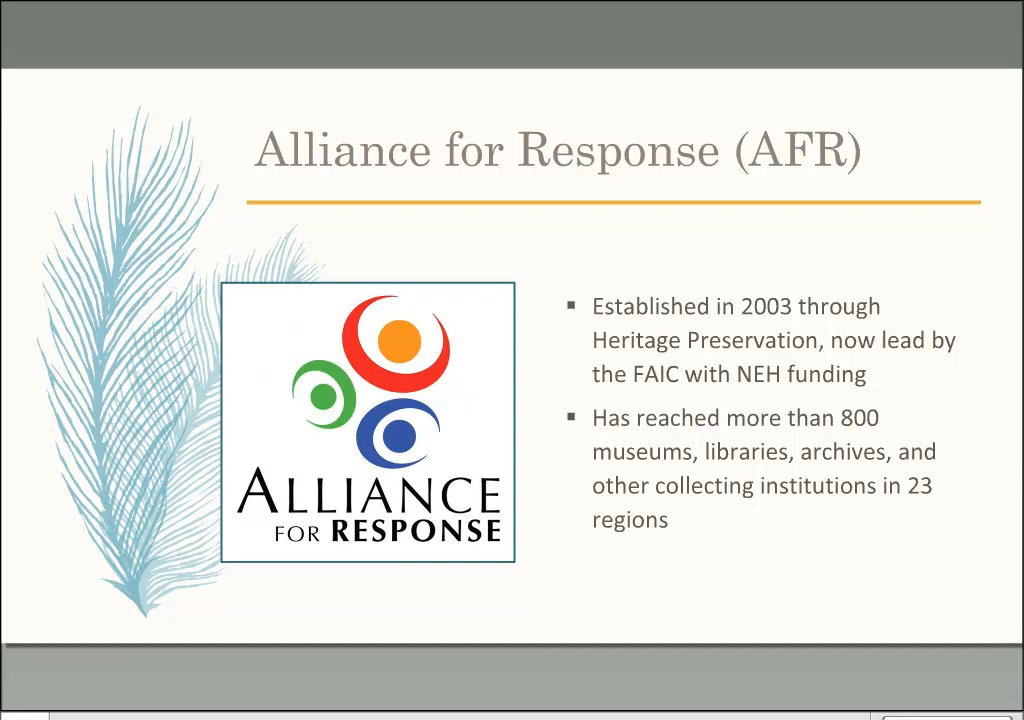 Alliance for Response (AFR)
ALLIANCE
FOR RESPONSE
▪ Established in 2003 through
Heritage Preservation, now lead by
the FAIC with NEH funding
▪ Has reached more than 800
museums, libraries, archives, and
other collecting institutions in 23
regions